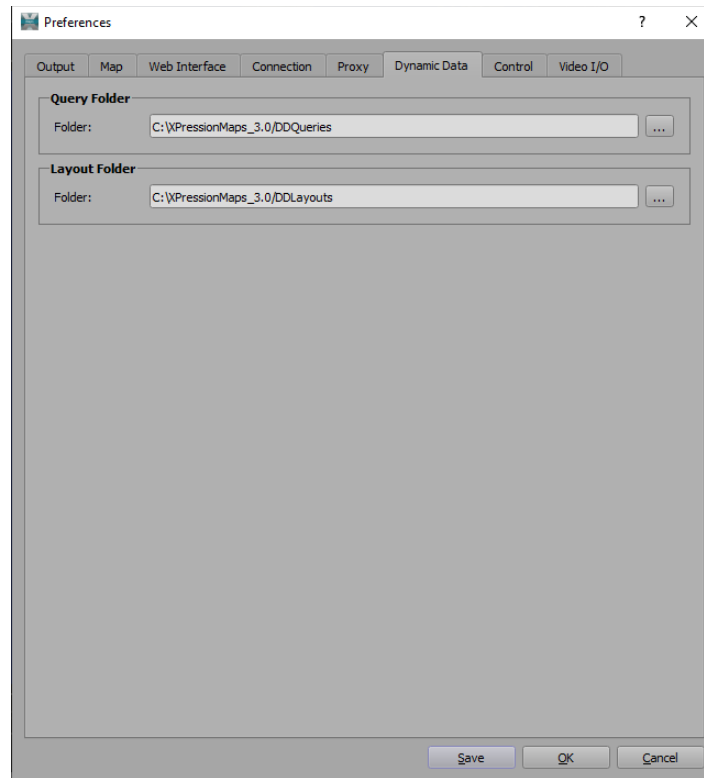 Preferences ? ×
Output Map Web Interface Connection Proxy Dynamic Data Control Video I/O
Query Folder
Folder: C:\XPressionMaps_3.0/DDQueries ...
Layout Folder
Folder: C:\XPressionMaps_3.0/DDLayouts ...
Save OK Cancel